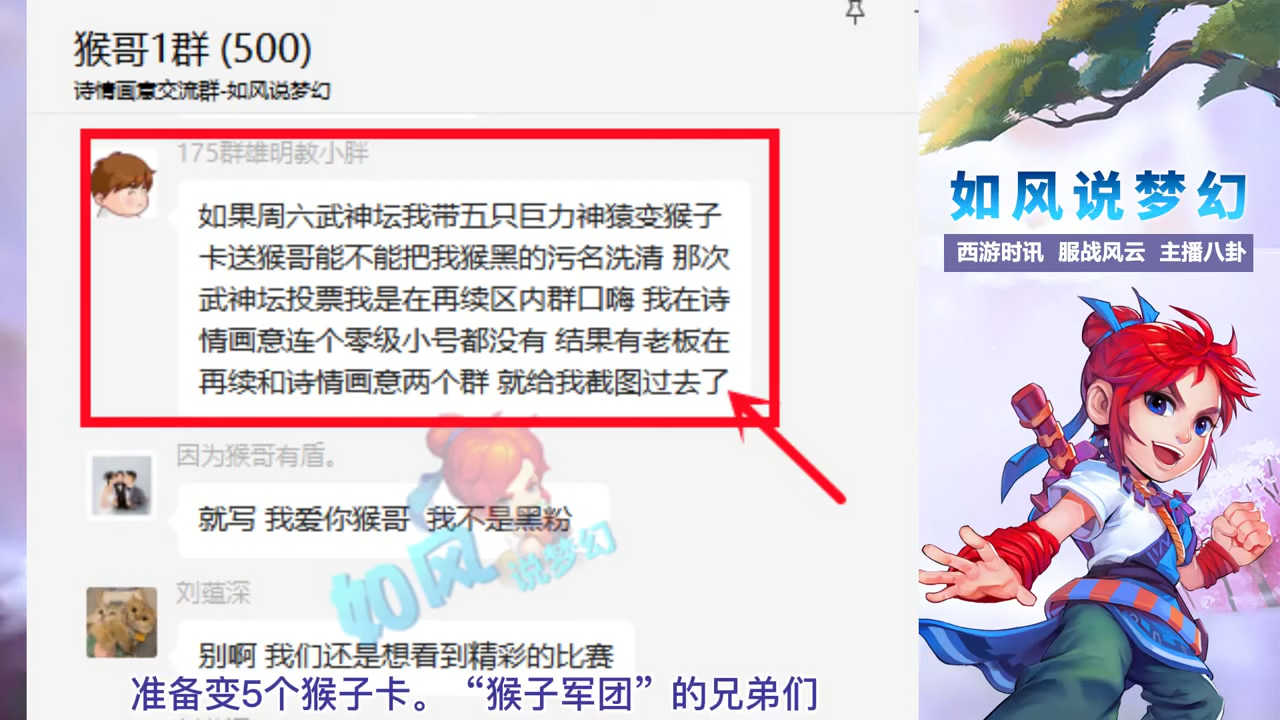 猴哥1群 (500)
诗情画意交流群-如风说梦幻
175群雄明教小胖
如果周六武神坛我带五只巨力神猿变猴子
卡送猴哥能不能把我猴黑的污名洗清 那次
武神坛投票我是在再续区内群口嗨 我在诗
情画意连个零级小号都没有 结果有老板在
再续和诗情画意两个群 就给我截图过去了
因为猴哥有盾。
就写 我爱你猴哥 我不是黑粉
刘蕴深
别啊 我们还是想看到精彩的比赛
准备变5个猴子卡。“猴子军团”的兄弟们
如风说梦幻
如风说梦幻
西游时讯 服战风云 主播八卦